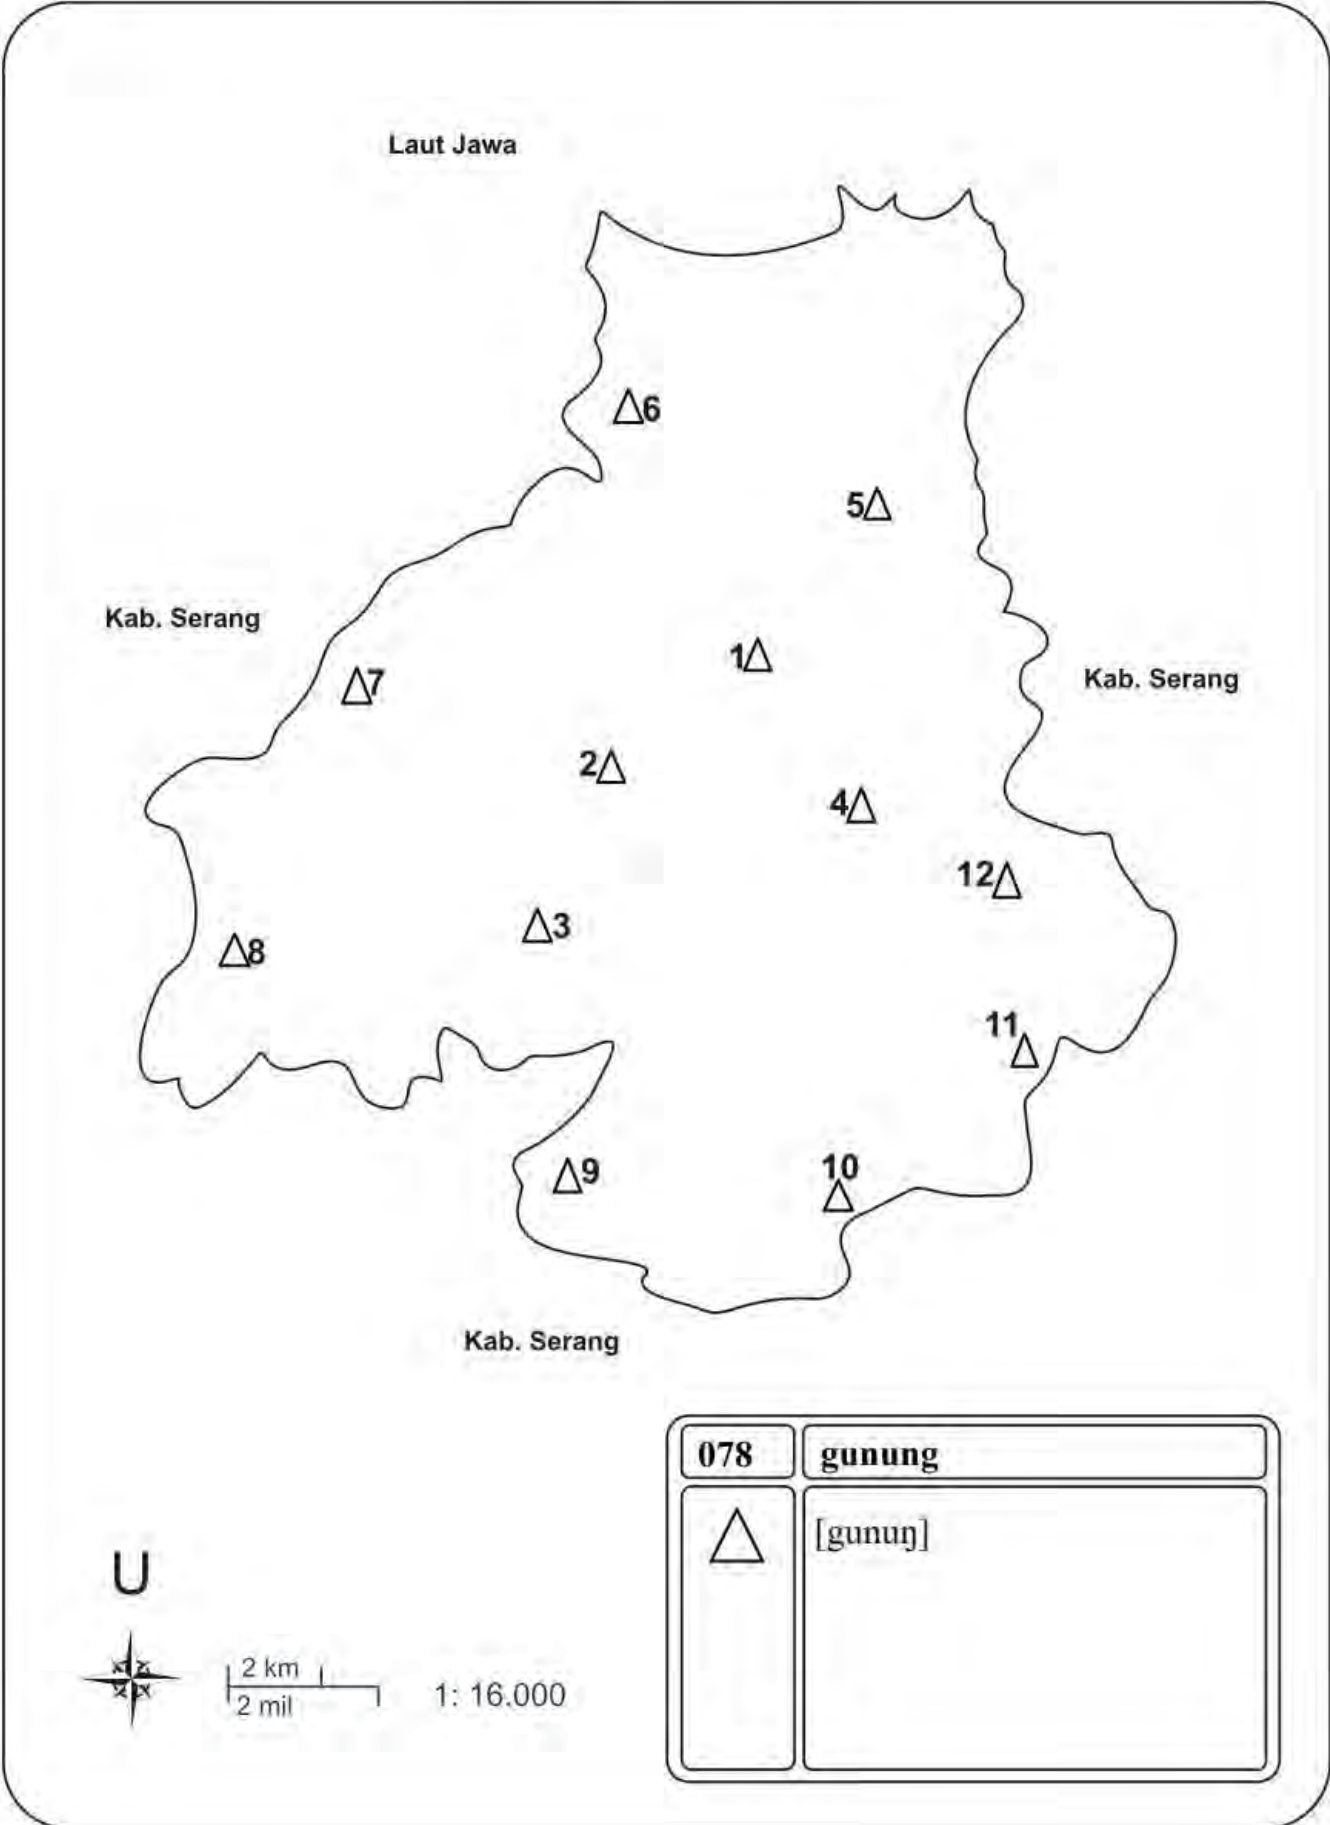 Laut Jawa
6
5
Kab. Serang
1
7
Kab. Serang
2
4
12
3
8
11
9
10
Kab. Serang
078 gunung
[gunuŋ]
U
2 km
2 mil
1: 16.000